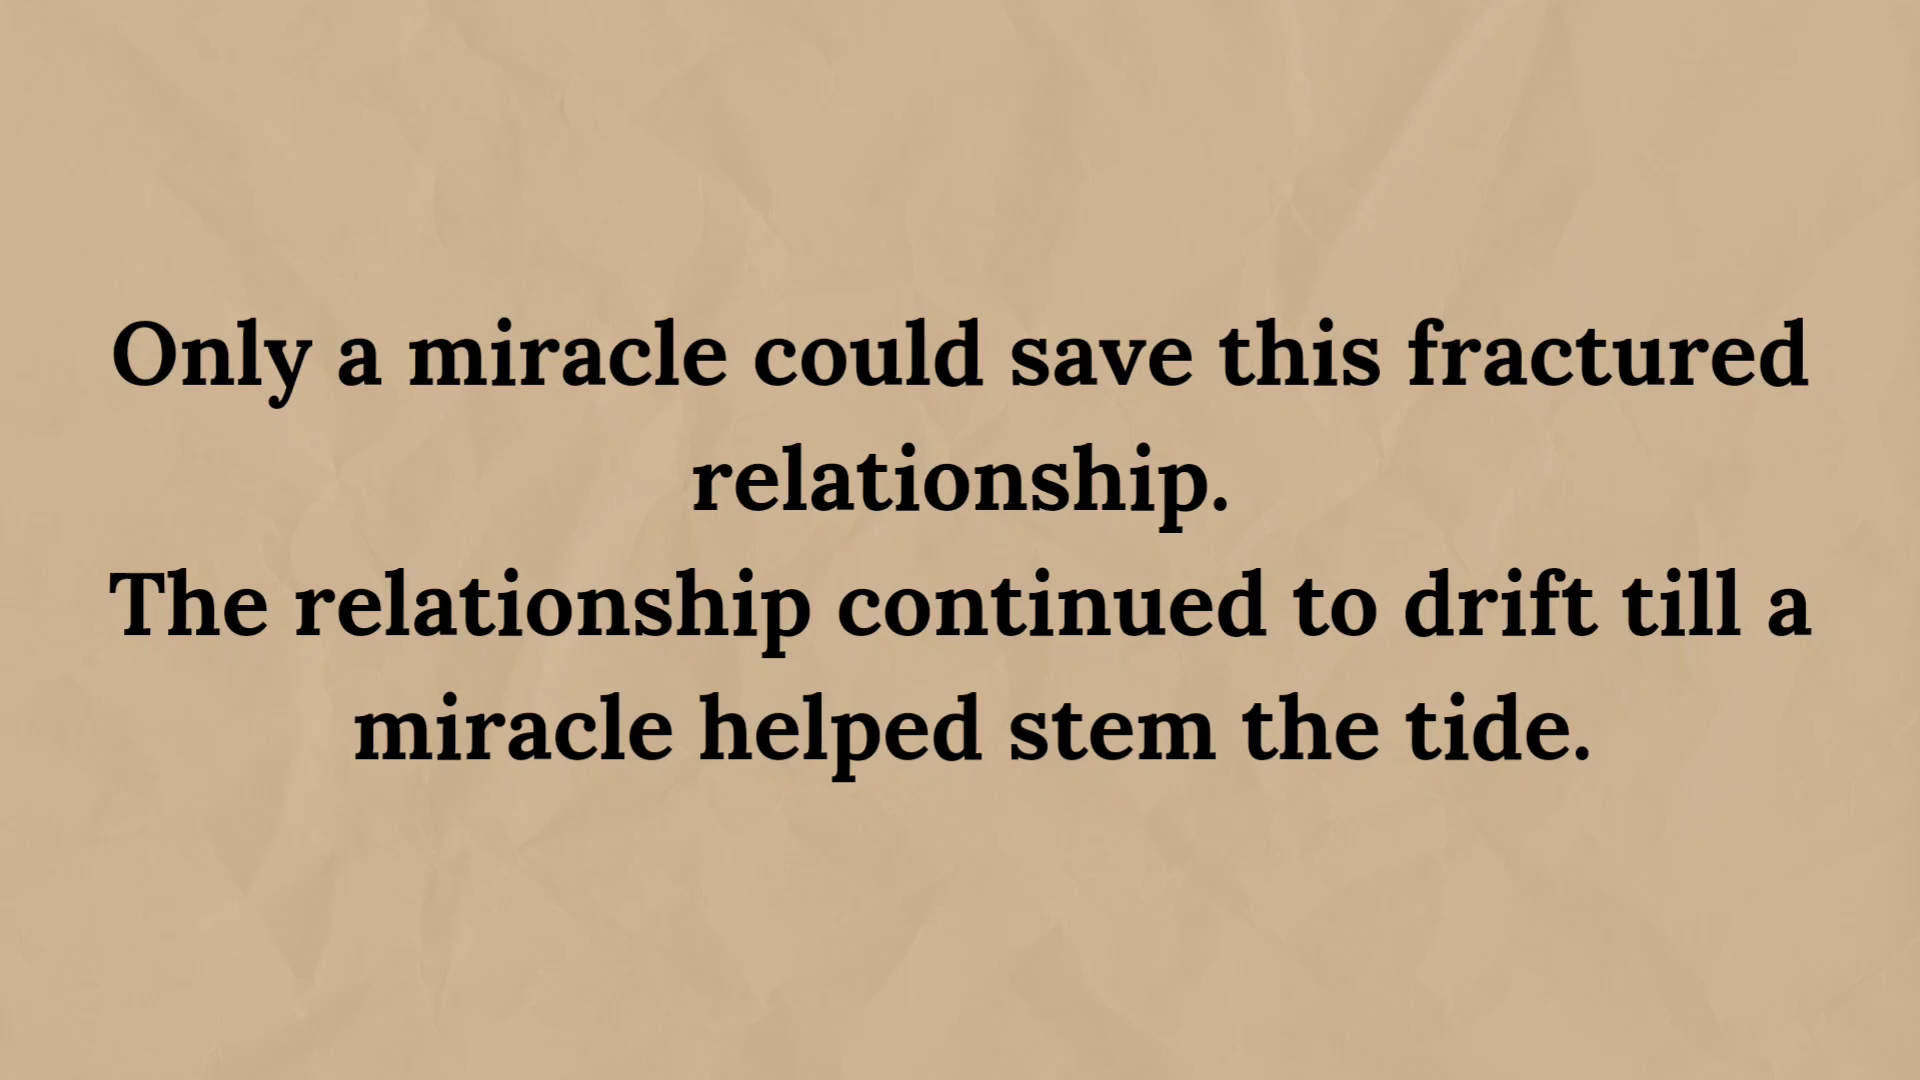 Only a miracle could save this fractured
relationship.
The relationship continued to drift till a
miracle helped stem the tide.